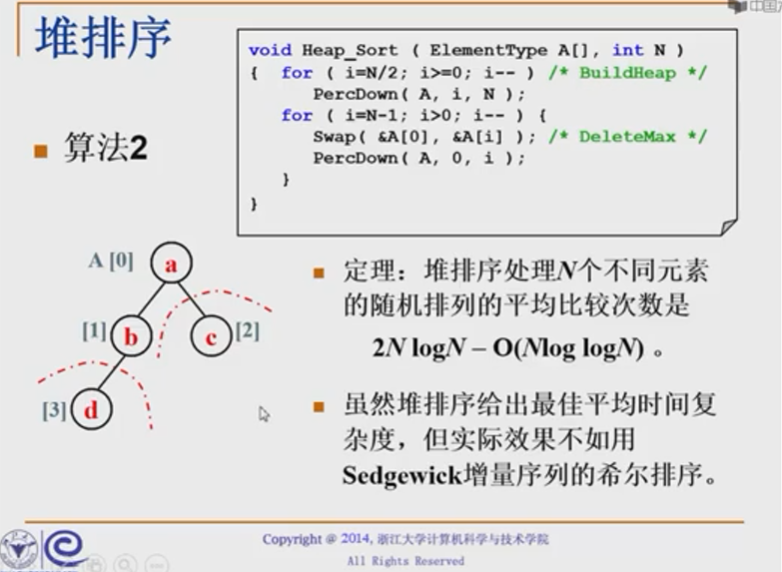 中国大
堆排序
void Heap_Sort ( ElementType A[], int N )
{ for ( i=N/2; i>=0; i-- ) /* BuildHeap */
PercDown( A, i, N );
for ( i=N-1; i>0; i-- ) {
Swap( &A[0], &A[i] ); /* DeleteMax */
PercDown( A, 0, i );
}
}
算法2
A [0] a
[1] b c [2]
[3] d
定理：堆排序处理N个不同元素
的随机排列的平均比较次数是
2N logN – O(Nlog logN) 。
虽然堆排序给出最佳平均时间复
杂度，但实际效果不如用
Sedgewick增量序列的希尔排序。
Copyright @ 2014, 浙江大学计算机科学与技术学院
All Rights Reserved